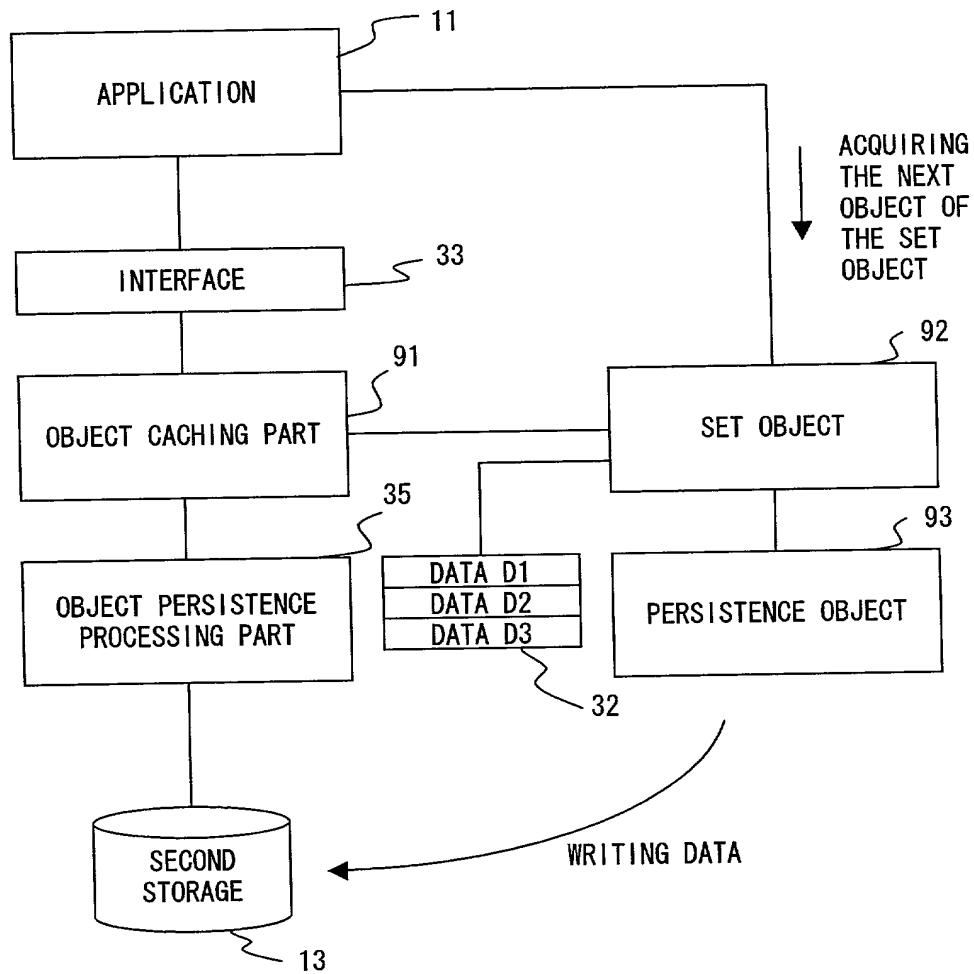 11
APPLICATION
ACQUIRING
THE NEXT
OBJECT OF
THE SET
OBJECT
33
INTERFACE
91
92
OBJECT CACHING PART
SET OBJECT
35
93
DATA D1
DATA D2
DATA D3
OBJECT PERSISTENCE
PROCESSING PART
PERSISTENCE OBJECT
32
WRITING DATA
SECOND
STORAGE
13